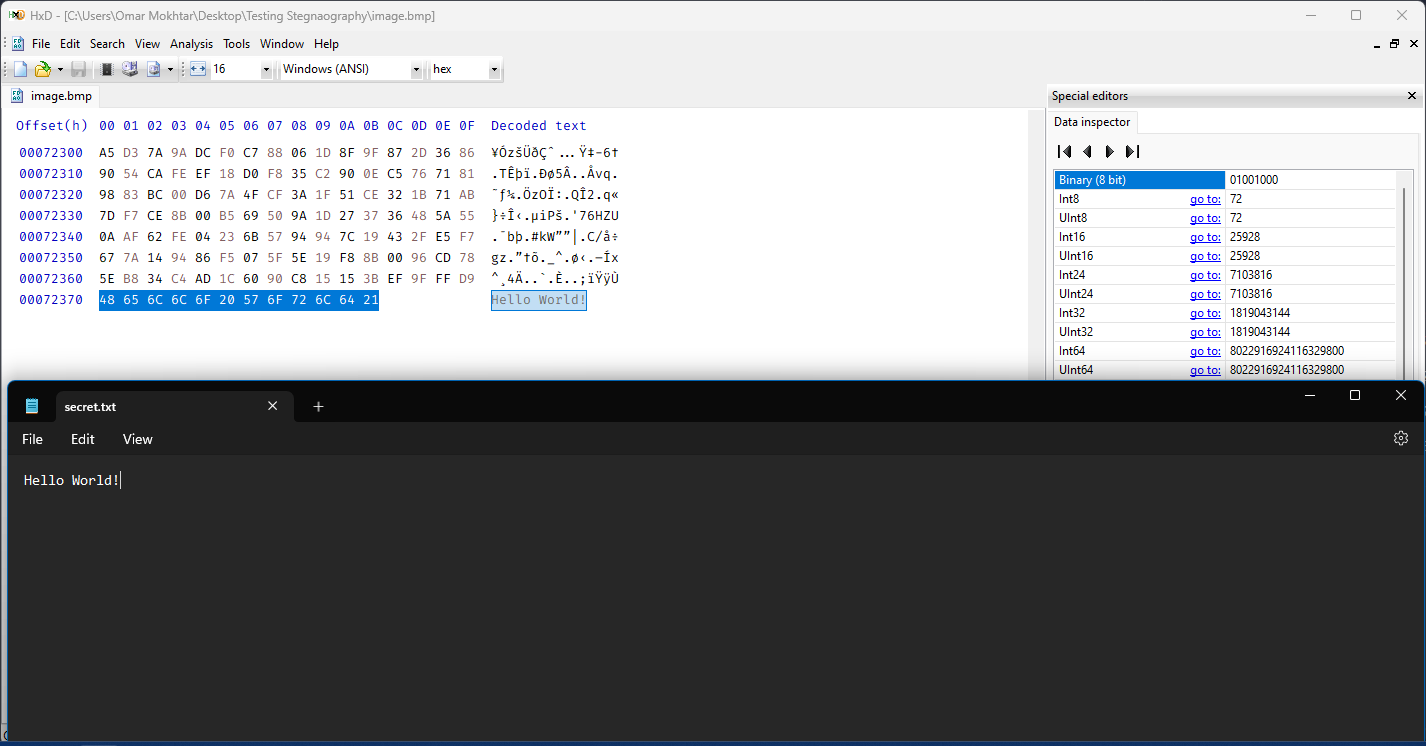 HxD - [C:\Users\Omar Mokhtar\Desktop\Testing Stegnaography\image.bmp]
File Edit Search View Analysis Tools Window Help
16 Windows (ANSI) hex
image.bmp
Offset(h) 00 01 02 03 04 05 06 07 08 09 0A 0B 0C 0D 0E 0F Decoded text
00072300 A5 D3 7A 9A DC F0 C7 88 06 1D 8F 9F 87 2D 36 86 ¥ÓzšÜðÇˆ...Ÿ‡-6†
00072310 90 54 CA FE EF 18 D0 F8 35 C2 90 0E C5 76 71 81 .TÊþï.Ðø5Â..Åvq.
00072320 98 83 BC 00 D6 7A 4F CF 3A 1F 51 CE 32 1B 71 AB ˜ƒ¼.ÖzOÏ:.QÎ2.q«
00072330 7D F7 CE 8B 00 B5 69 50 9A 1D 27 37 36 48 5A 55 }÷Î‹.µiPš.'76HZU
00072340 0A AF 62 FE 04 23 6B 57 94 94 7C 19 43 2F E5 F7 .¯bþ.#kW””|.C/å÷
00072350 67 7A 14 94 86 F5 07 5F 5E 19 F8 8B 00 96 CD 78 gz.”†õ._^.ø‹.–Íx
00072360 5E B8 34 C4 AD 1C 60 90 C8 15 15 3B EF 9F FF D9 ^¸4Ä..`.È..;ïŸÿÙ
00072370 48 65 6C 6C 6F 20 57 6F 72 6C 64 21 Hello World!
Special editors
Data inspector
Binary (8 bit) 01001000
Int8 go to: 72
UInt8 go to: 72
Int16 go to: 25928
UInt16 go to: 25928
Int24 go to: 7103816
UInt24 go to: 7103816
Int32 go to: 1819043144
UInt32 go to: 1819043144
Int64 go to: 8022916924116329800
UInt64 go to: 8022916924116329800
secret.txt
File Edit View
Hello World!